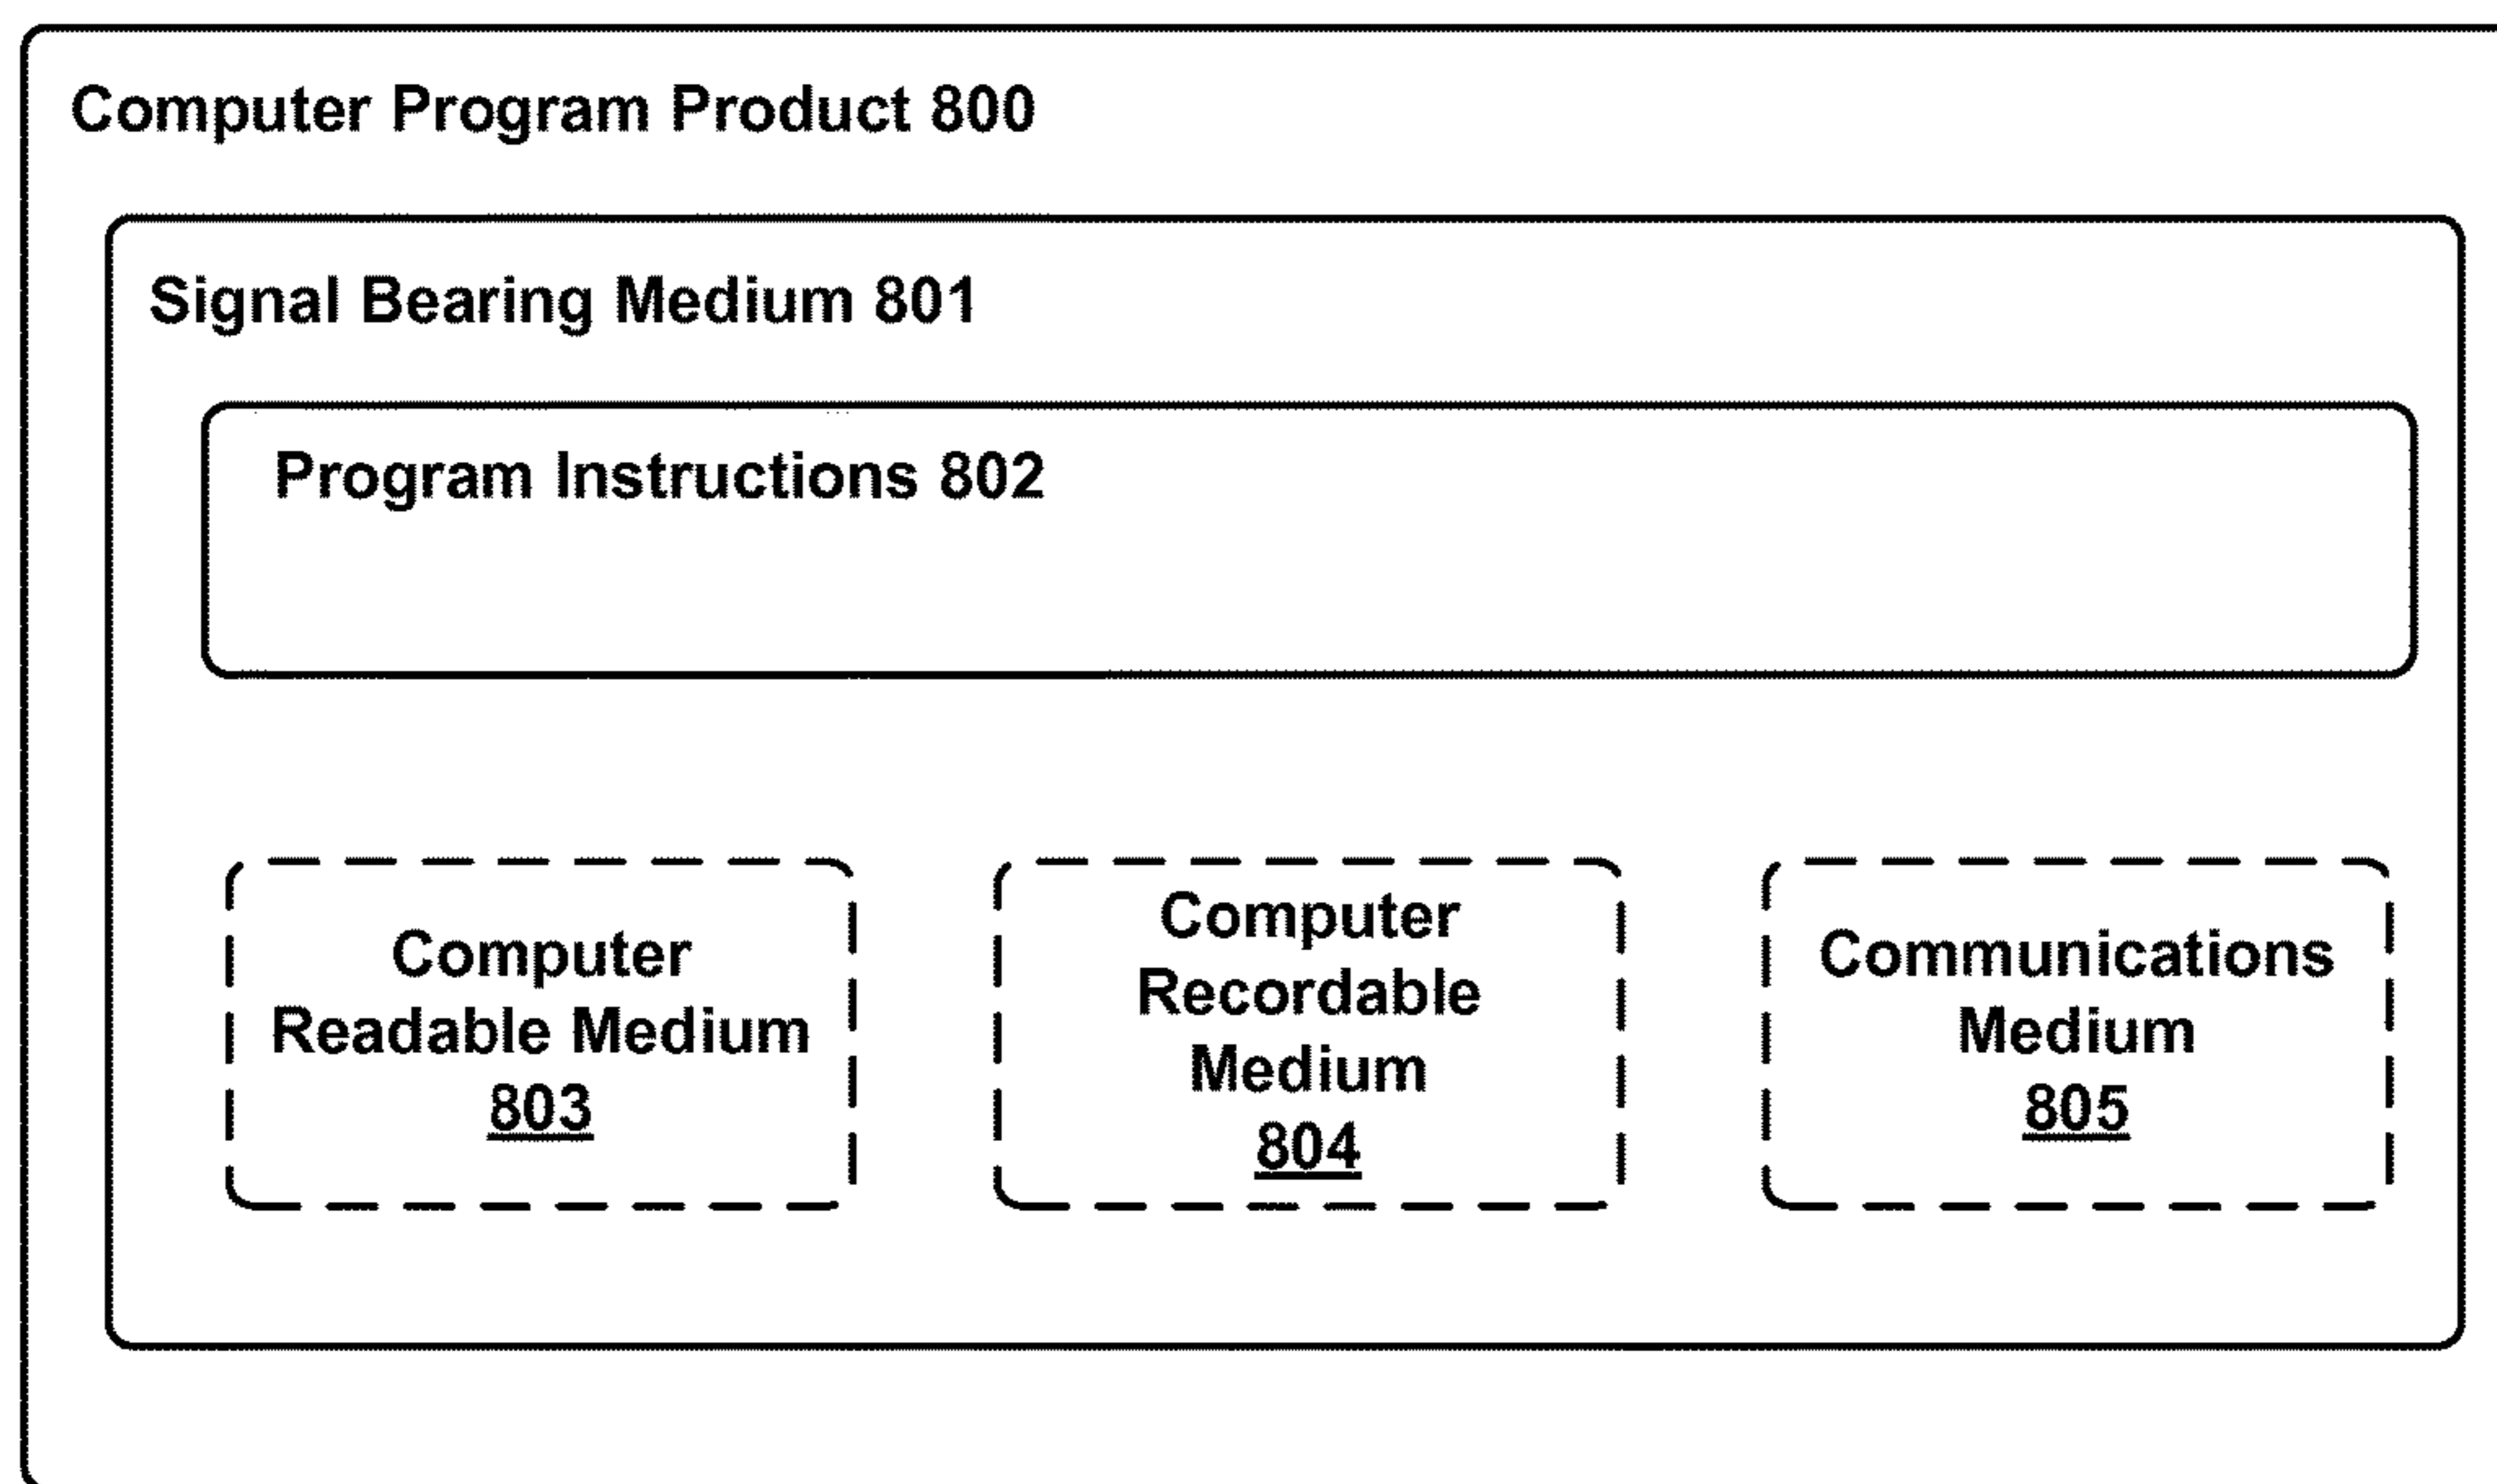 Computer Program Product 800
Signal Bearing Medium 801
Program Instructions 802
Computer
Readable Medium
803
Computer
Recordable
Medium
804
Communications
Medium
805